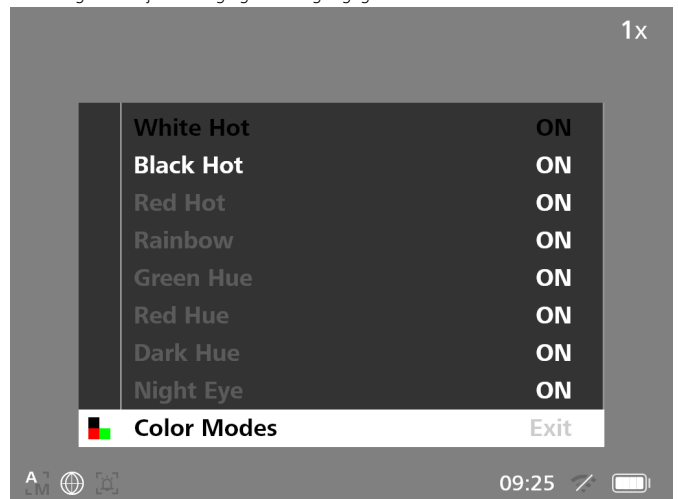 1x
White Hot ON
Black Hot ON
Red Hot ON
Rainbow ON
Green Hue ON
Red Hue ON
Dark Hue ON
Night Eye ON
Color Modes Exit
A M 09:25